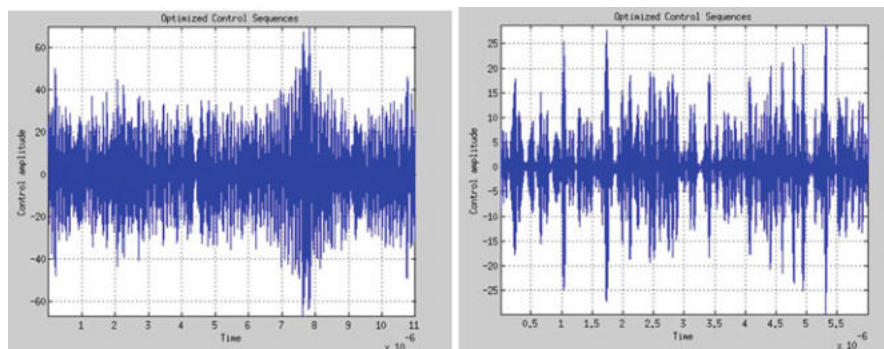 Optimized Control Sequences
Control amplitude
60
40
20
0
-20
-40
-60
1 2 3 4 5 6 7 8 9 10 11
Time
x 10 -6
Optimized Control Sequences
Control amplitude
25
20
15
10
5
0
-5
-10
-15
-20
-25
0.5 1 1.5 2 2.5 3 3.5 4 4.5 5 5.5
Time
x 10 -6